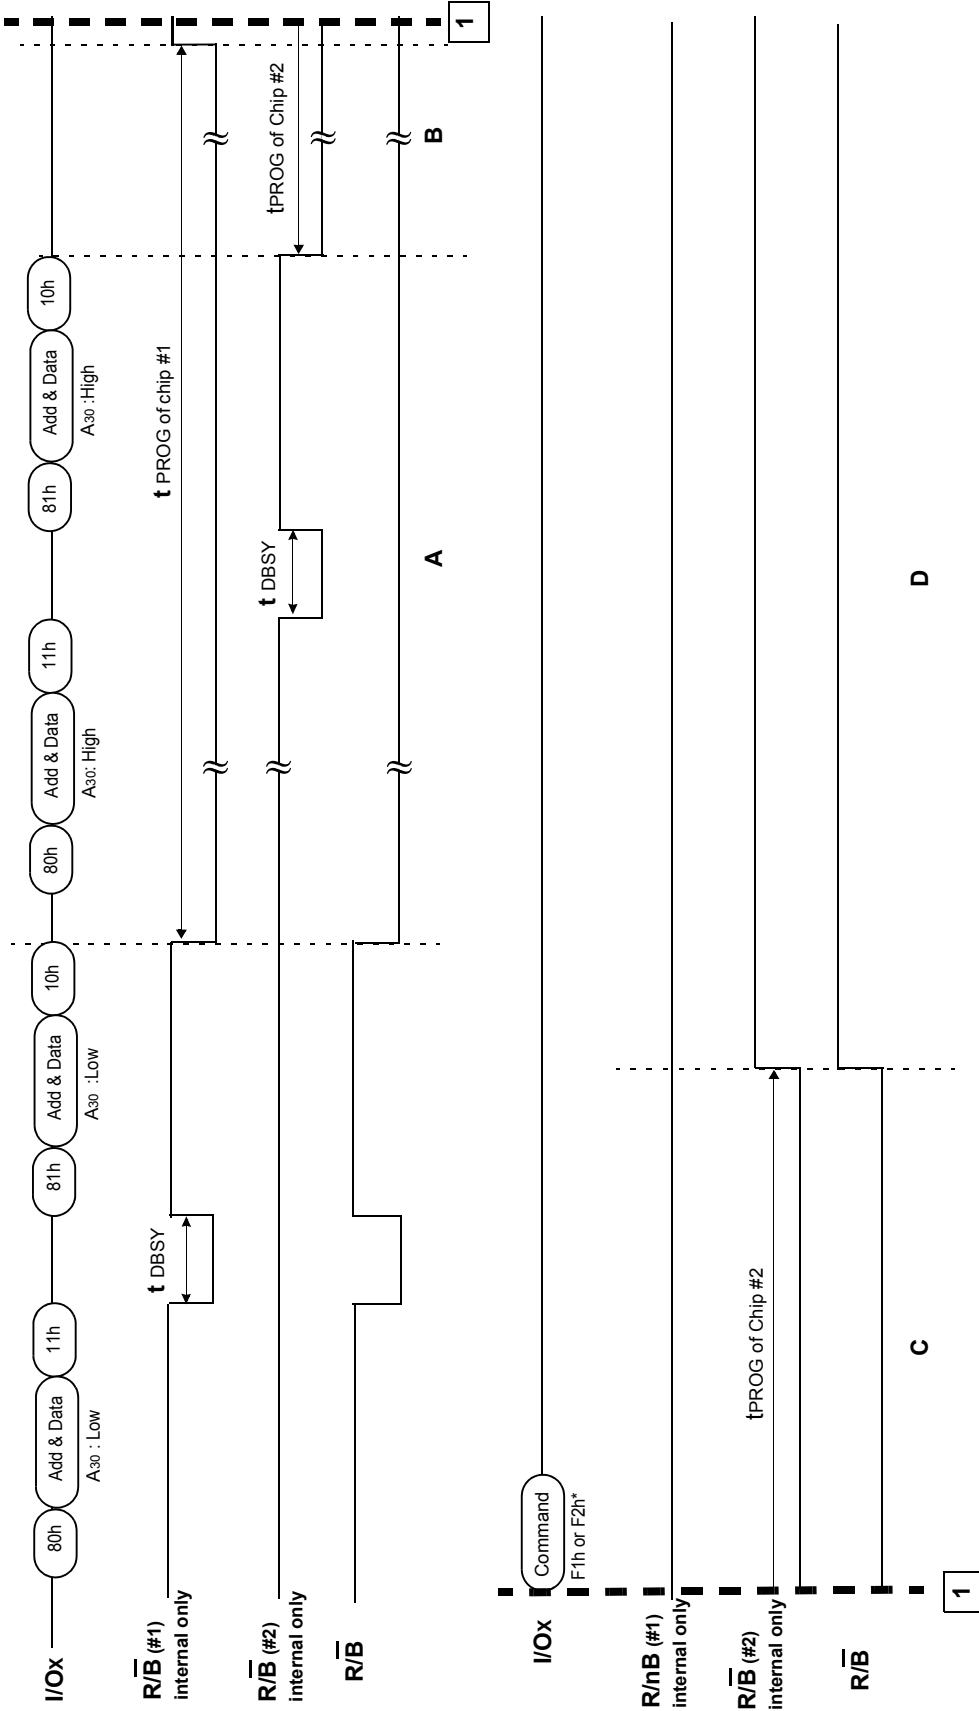 I/Ox
80h
Add & Data
11h
81h
Add & Data
10h
80h
Add & Data
11h
81h
Add & Data
10h
A30 : Low
A30 :Low
A30: High
A30 :High
R/B (#1)
internal only
t DBSY
t PROG of chip #1
R/B (#2)
internal only
t DBSY
tPROG of Chip #2
R/B
A
B
1
I/Ox
Command
F1h or F2h*
R/nB (#1)
internal only
R/B (#2)
internal only
tPROG of Chip #2
R/B
C
D
1